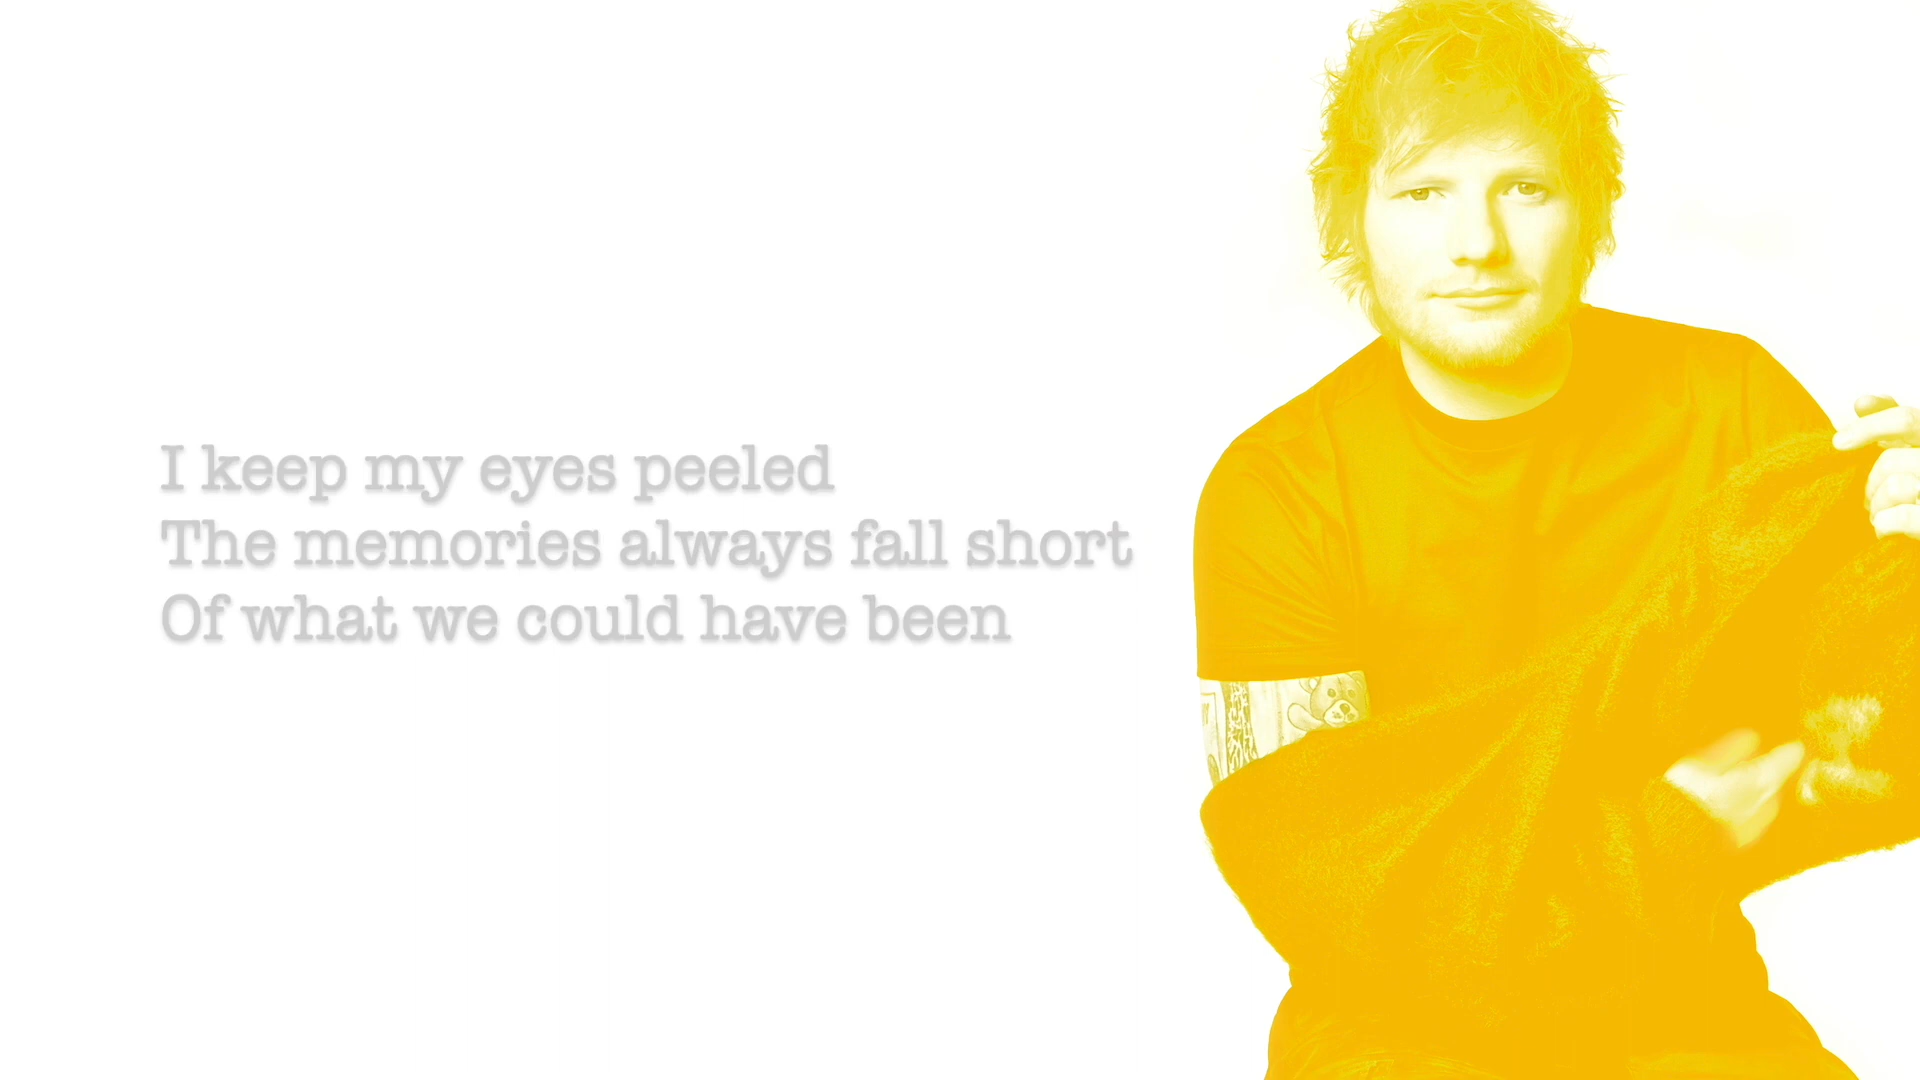 I keep my eyes peeled
The memories always fall short
Of what we could have been